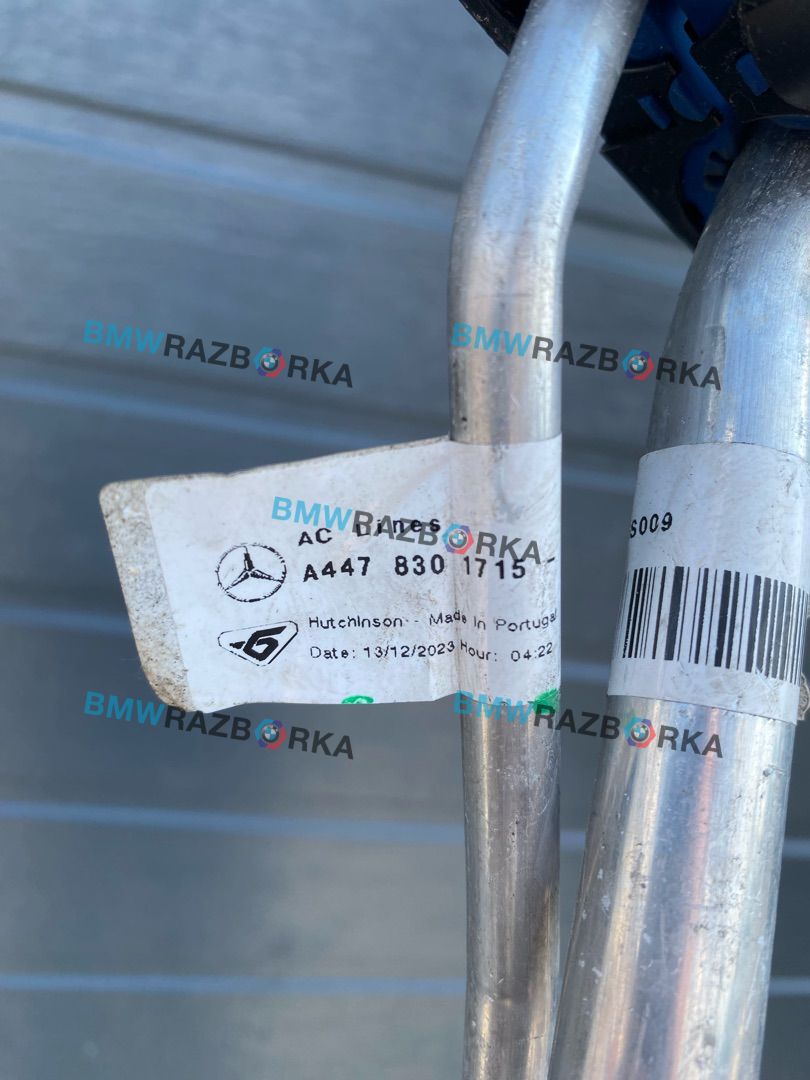 BMWRAZBORKA
BMWRAZBORKA
BMWRAZBORKA
AC Lines
A447 830 1715 -
S009
Hutchinson - Made in Portugal
Date: 13/12/2023 Hour: 04:22
BMWRAZBORKA
BMWRAZBORKA